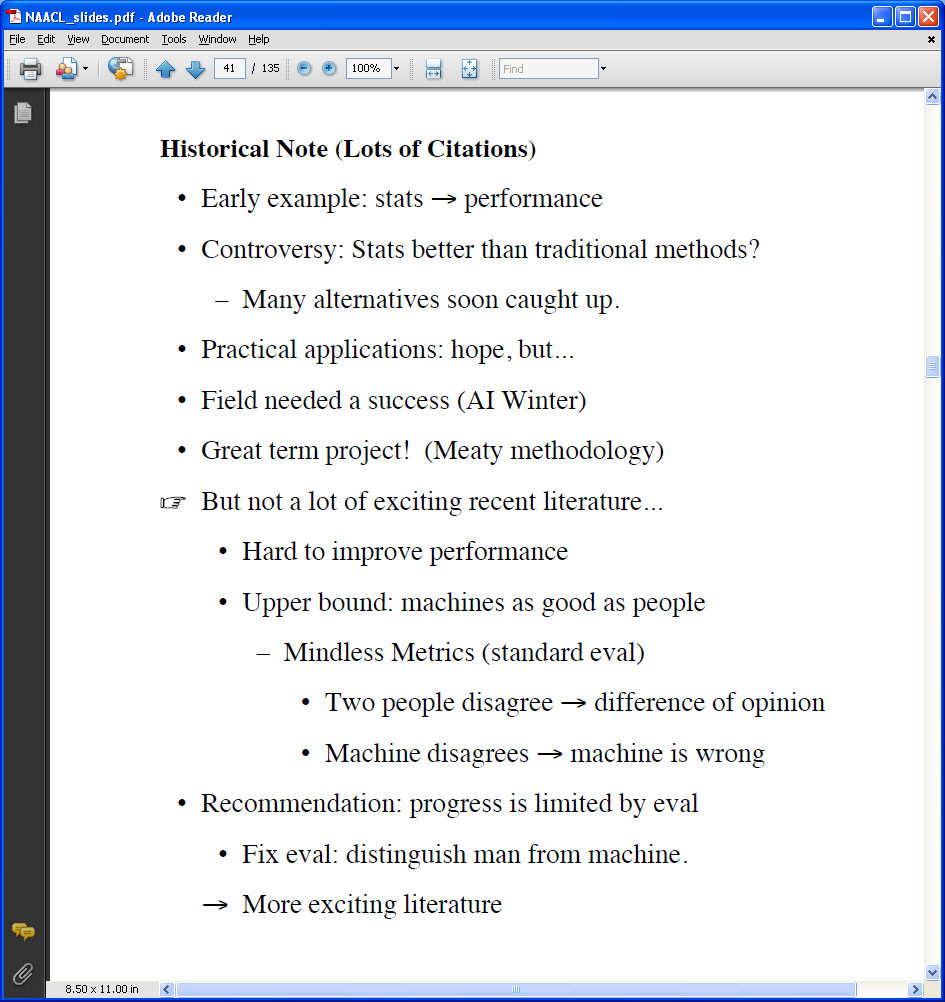 NAACL_slides.pdf - Adobe Reader
File Edit View Document Tools Window Help
41 / 135 100% Find
Historical Note (Lots of Citations)
• Early example: stats → performance
• Controversy: Stats better than traditional methods?
– Many alternatives soon caught up.
• Practical applications: hope, but...
• Field needed a success (AI Winter)
• Great term project! (Meaty methodology)
☞ But not a lot of exciting recent literature...
• Hard to improve performance
• Upper bound: machines as good as people
– Mindless Metrics (standard eval)
• Two people disagree → difference of opinion
• Machine disagrees → machine is wrong
• Recommendation: progress is limited by eval
• Fix eval: distinguish man from machine.
→ More exciting literature
8.50 x 11.00 in